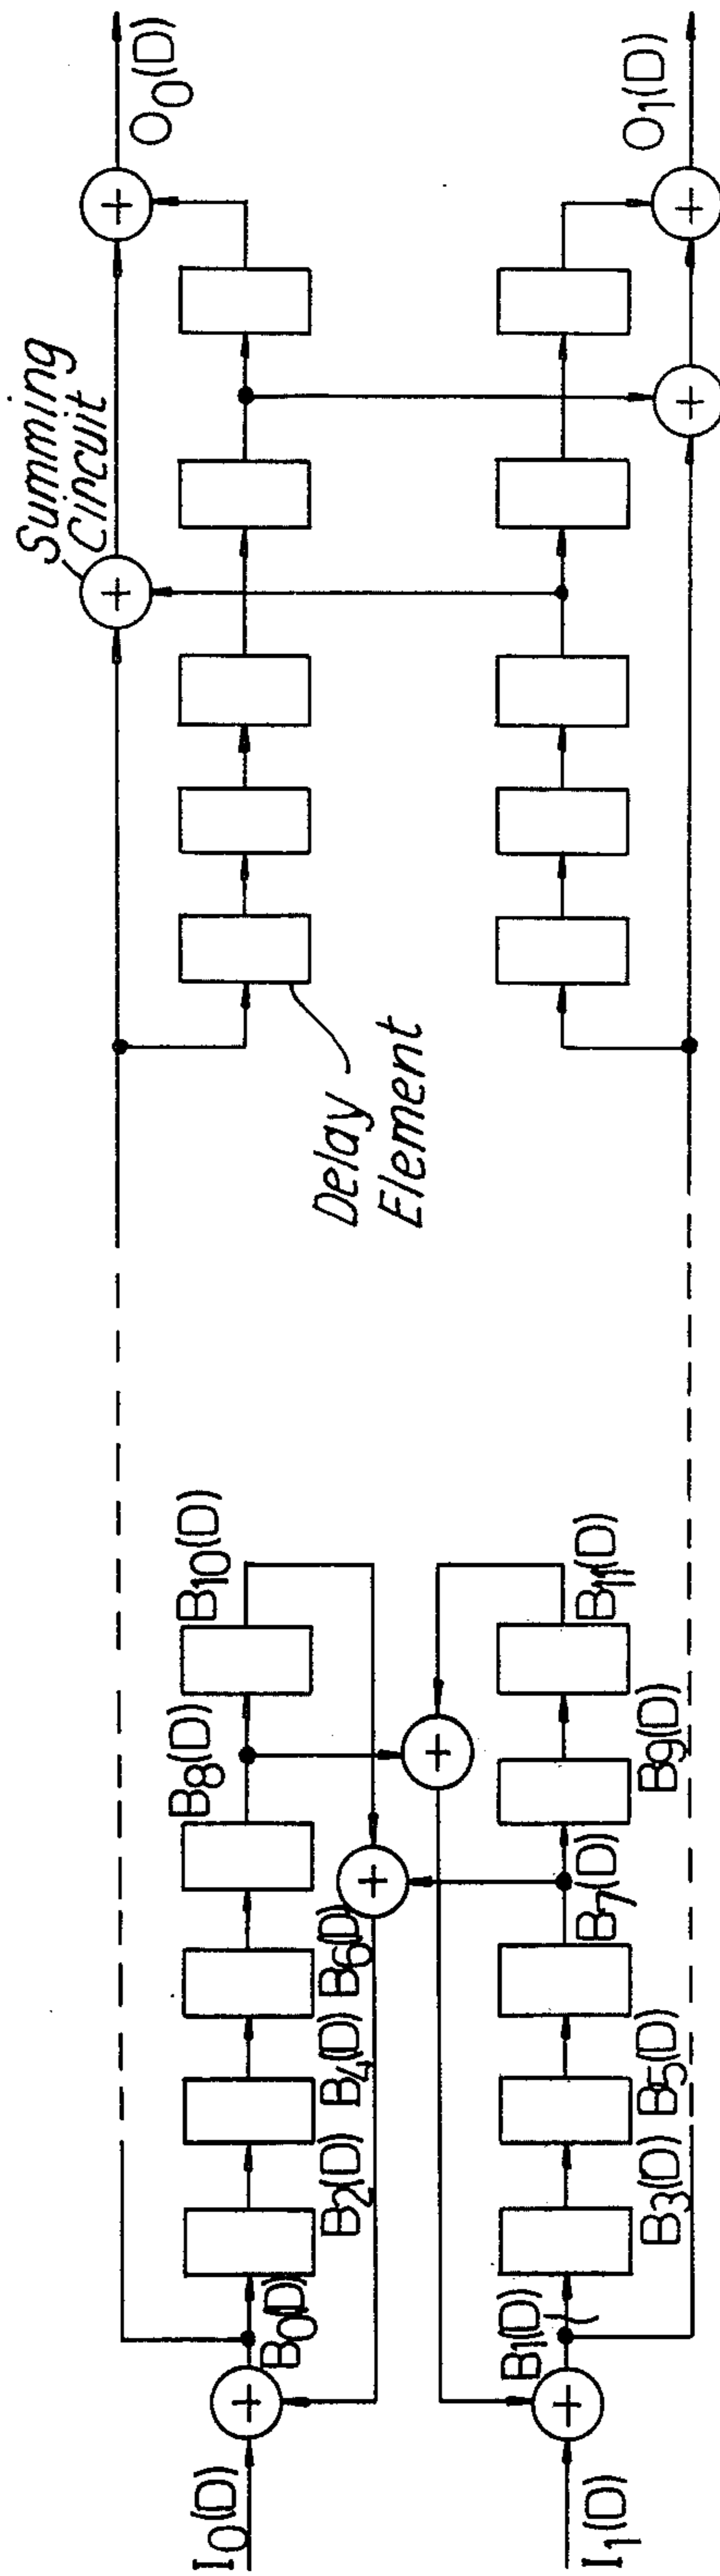 I₀(D)
B₀(D)
B₂(D)
B₄(D)
B₆(D)
B₈(D)
B₁₀(D)
I₁(D)
B₁(D)
B₃(D)
B₅(D)
B₇(D)
B₉(D)
B₁₁(D)
Delay
Element
Summing
Circuit
O₀(D)
O₁(D)
+
+
+
+
+
+
+
+